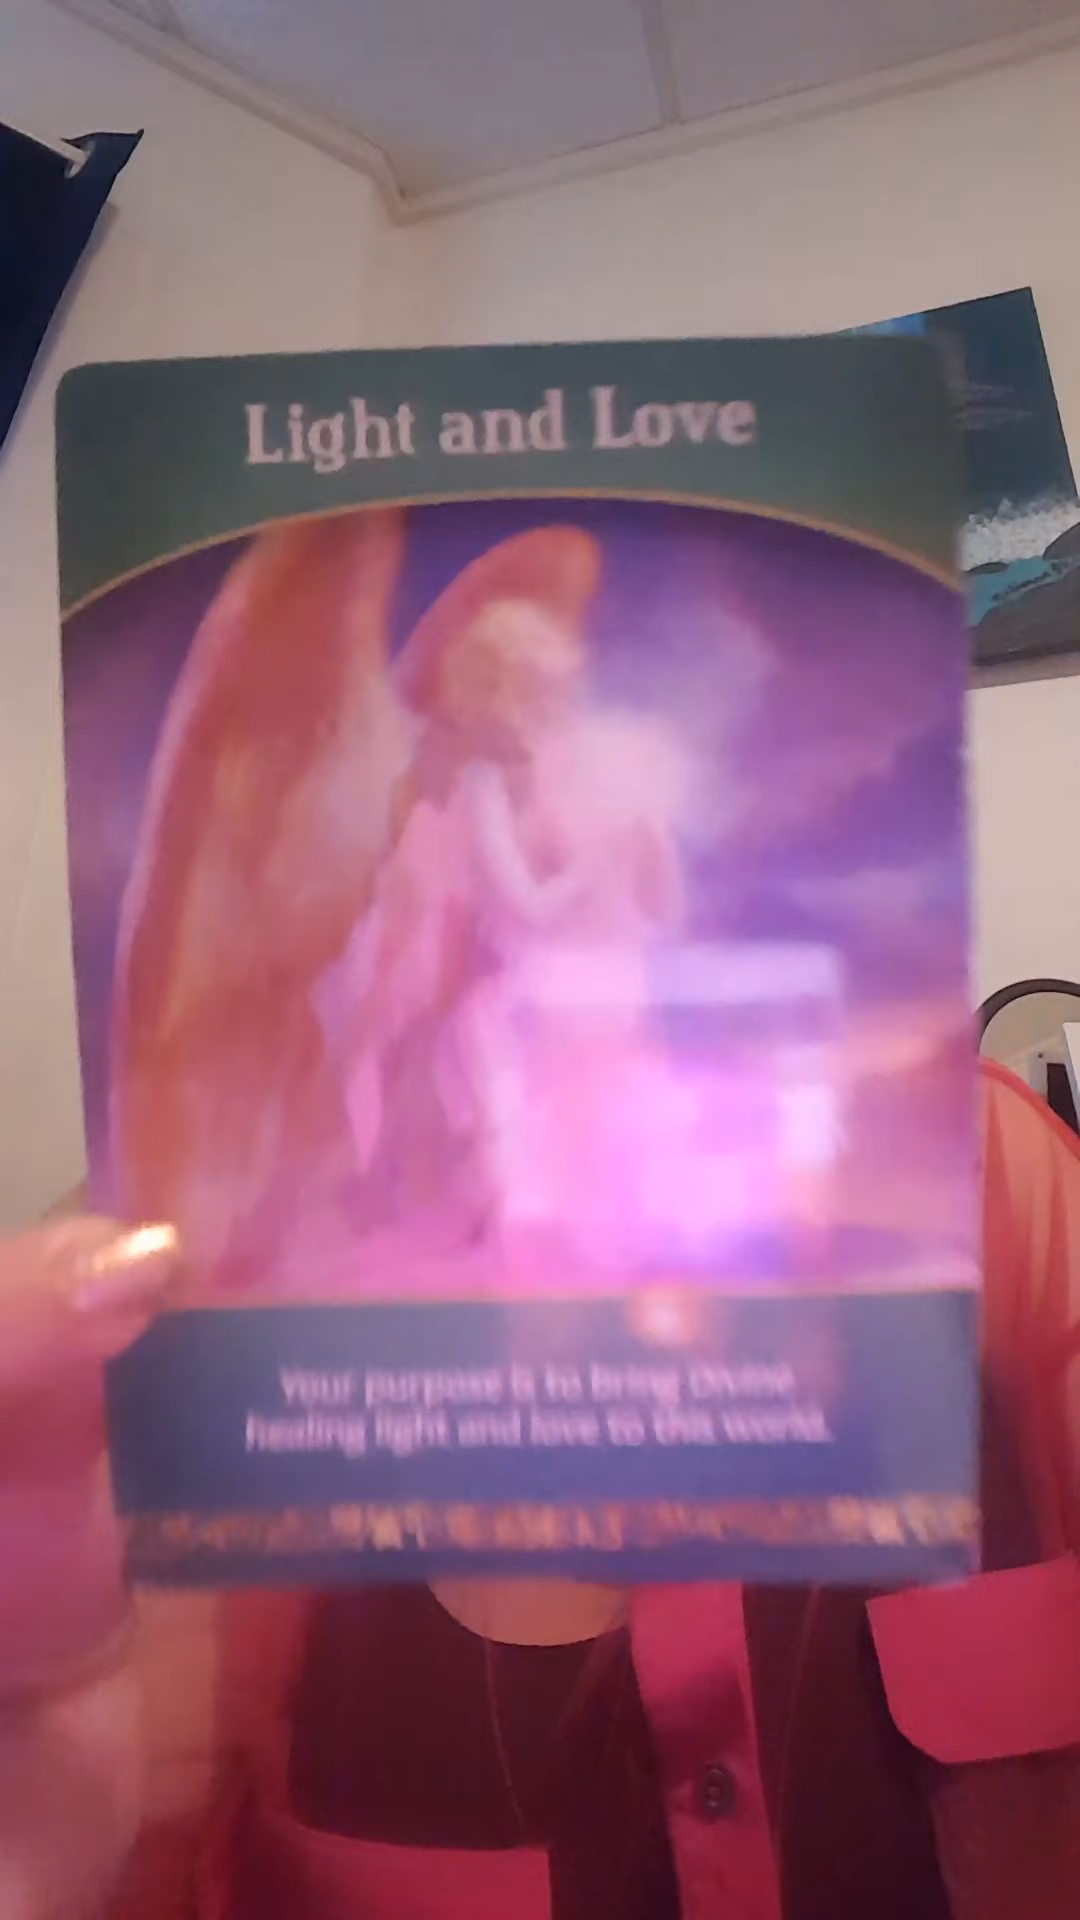 Light and Love
Your purpose is to bring Divine
healing light and love to this world.